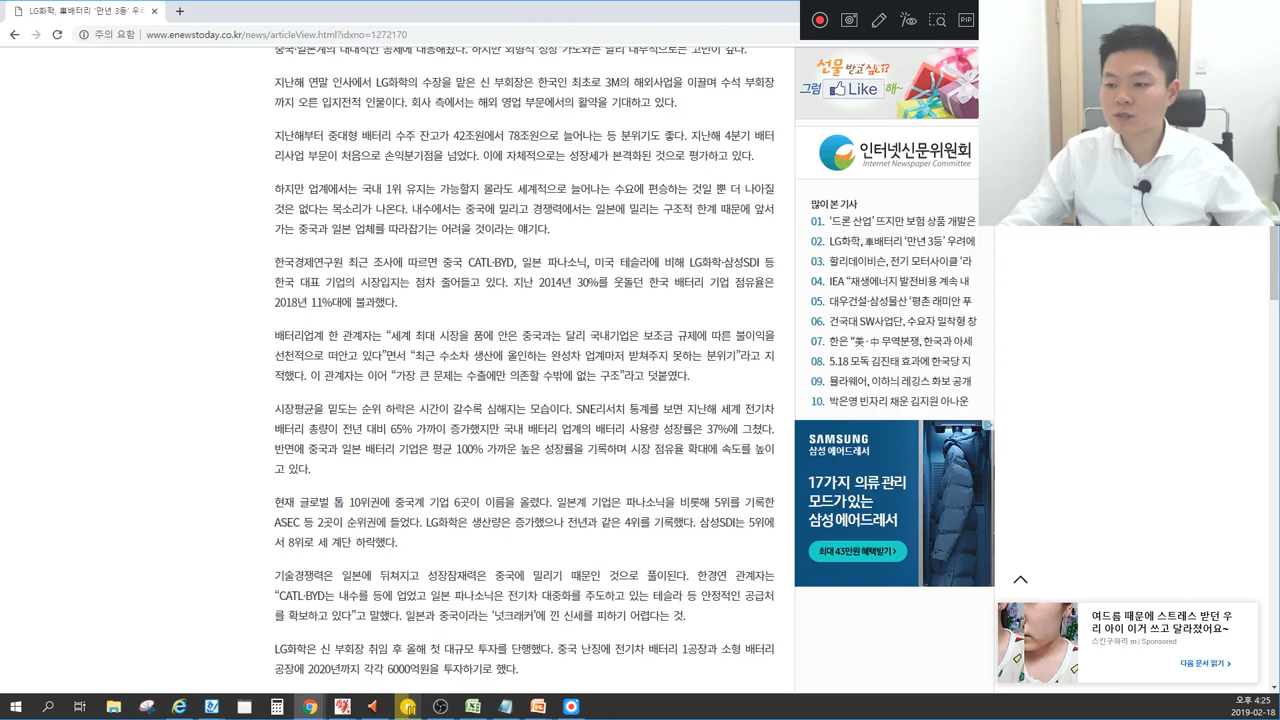 LG화학, 車배터리 '만년 3등' 우려
주의 요함
www.enewstoday.co.kr/news/articleView.html?idxno=1272170
PIP
중국·일본계의 대대적인 공세에 대응해왔다. 하지만 외형적 성장 가도와는 달리 내부적으로는 고민이 깊다.
지난해 연말 인사에서 LG화학의 수장을 맡은 신 부회장은 한국인 최초로 3M의 해외사업을 이끌며 수석 부회장
까지 오른 입지전적 인물이다. 회사 측에서는 해외 영업 부문에서의 활약을 기대하고 있다.
지난해부터 중대형 배터리 수주 잔고가 42조원에서 78조원으로 늘어나는 등 분위기도 좋다. 지난해 4분기 배터
리사업 부문이 처음으로 손익분기점을 넘었다. 이에 자체적으로는 성장세가 본격화된 것으로 평가하고 있다.
하지만 업계에서는 국내 1위 유지는 가능할지 몰라도 세계적으로 늘어나는 수요에 편승하는 것일 뿐 더 나아질
것은 없다는 목소리가 나온다. 내수에서는 중국에 밀리고 경쟁력에서는 일본에 밀리는 구조적 한계 때문에 앞서
가는 중국과 일본 업체를 따라잡기는 어려울 것이라는 얘기다.
한국경제연구원 최근 조사에 따르면 중국 CATL·BYD, 일본 파나소닉, 미국 테슬라에 비해 LG화학·삼성SDI 등
한국 대표 기업의 시장입지는 점차 줄어들고 있다. 지난 2014년 30%를 웃돌던 한국 배터리 기업 점유율은
2018년 11%대에 불과했다.
배터리업계 한 관계자는 “세계 최대 시장을 품에 안은 중국과는 달리 국내기업은 보조금 규제에 따른 불이익을
선천적으로 떠안고 있다”면서 “최근 수소차 생산에 올인하는 완성차 업계마저 받쳐주지 못하는 분위기”라고 지
적했다. 이 관계자는 이어 “가장 큰 문제는 수출에만 의존할 수밖에 없는 구조”라고 덧붙였다.
시장평균을 밑도는 순위 하락은 시간이 갈수록 심해지는 모습이다. SNE리서치 통계를 보면 지난해 세계 전기차
배터리 총량이 전년 대비 65% 가까이 증가했지만 국내 배터리 업계의 배터리 사용량 성장률은 37%에 그쳤다.
반면에 중국과 일본 배터리 기업은 평균 100% 가까운 높은 성장률을 기록하며 시장 점유율 확대에 속도를 높이
고 있다.
현재 글로벌 톱 10위권에 중국계 기업 6곳이 이름을 올렸다. 일본계 기업은 파나소닉을 비롯해 5위를 기록한
ASEC 등 2곳이 순위권에 들었다. LG화학은 생산량은 증가했으나 전년과 같은 4위를 기록했다. 삼성SDI는 5위에
서 8위로 세 계단 하락했다.
기술경쟁력은 일본에 뒤쳐지고 성장잠재력은 중국에 밀리기 때문인 것으로 풀이된다. 한경연 관계자는
“CATL·BYD는 내수를 등에 업었고 일본 파나소닉은 전기차 대중화를 주도하고 있는 테슬라 등 안정적인 공급처
를 확보하고 있다”고 말했다. 일본과 중국이라는 ‘넛크래커’에 낀 신세를 피하기 어렵다는 것.
LG화학은 신 부회장 취임 후 올해 첫 대규모 투자를 단행했다. 중국 난징에 전기차 배터리 1공장과 소형 배터리
공장에 2020년까지 각각 6000억원을 투자하기로 했다.
선물 받고 싶니?
그럼 Like 해~
인터넷신문위원회
Internet Newspaper Committee
많이 본 기사
01. ‘드론 산업’ 뜨지만 보험 상품 개발은
02. LG화학, 車배터리 ‘만년 3등’ 우려에
03. 할리데이비슨, 전기 모터사이클 ‘라
04. IEA “재생에너지 발전비용 계속 내
05. 대우건설·삼성물산 ‘평촌 래미안 푸
06. 건국대 SW사업단, 수요자 밀착형 창
07. 한은 "美·中 무역분쟁, 한국과 아세
08. 5.18 모독 김진태 효과에 한국당 지
09. 뮬라웨어, 이하늬 레깅스 화보 공개
10. 박은영 빈자리 채운 김지원 아나운
SAMSUNG
삼성 에어드레서
17가지 의류 관리
모드가 있는
삼성 에어드레서
최대 43만원 혜택받기 ›
여드름 때문에 스트레스 받던 우
리 아이 이거 쓰고 달라졌어요~
스킨구하리 m | Sponsored
다음 문서 읽기 ›
오후 4:25
2019-02-18